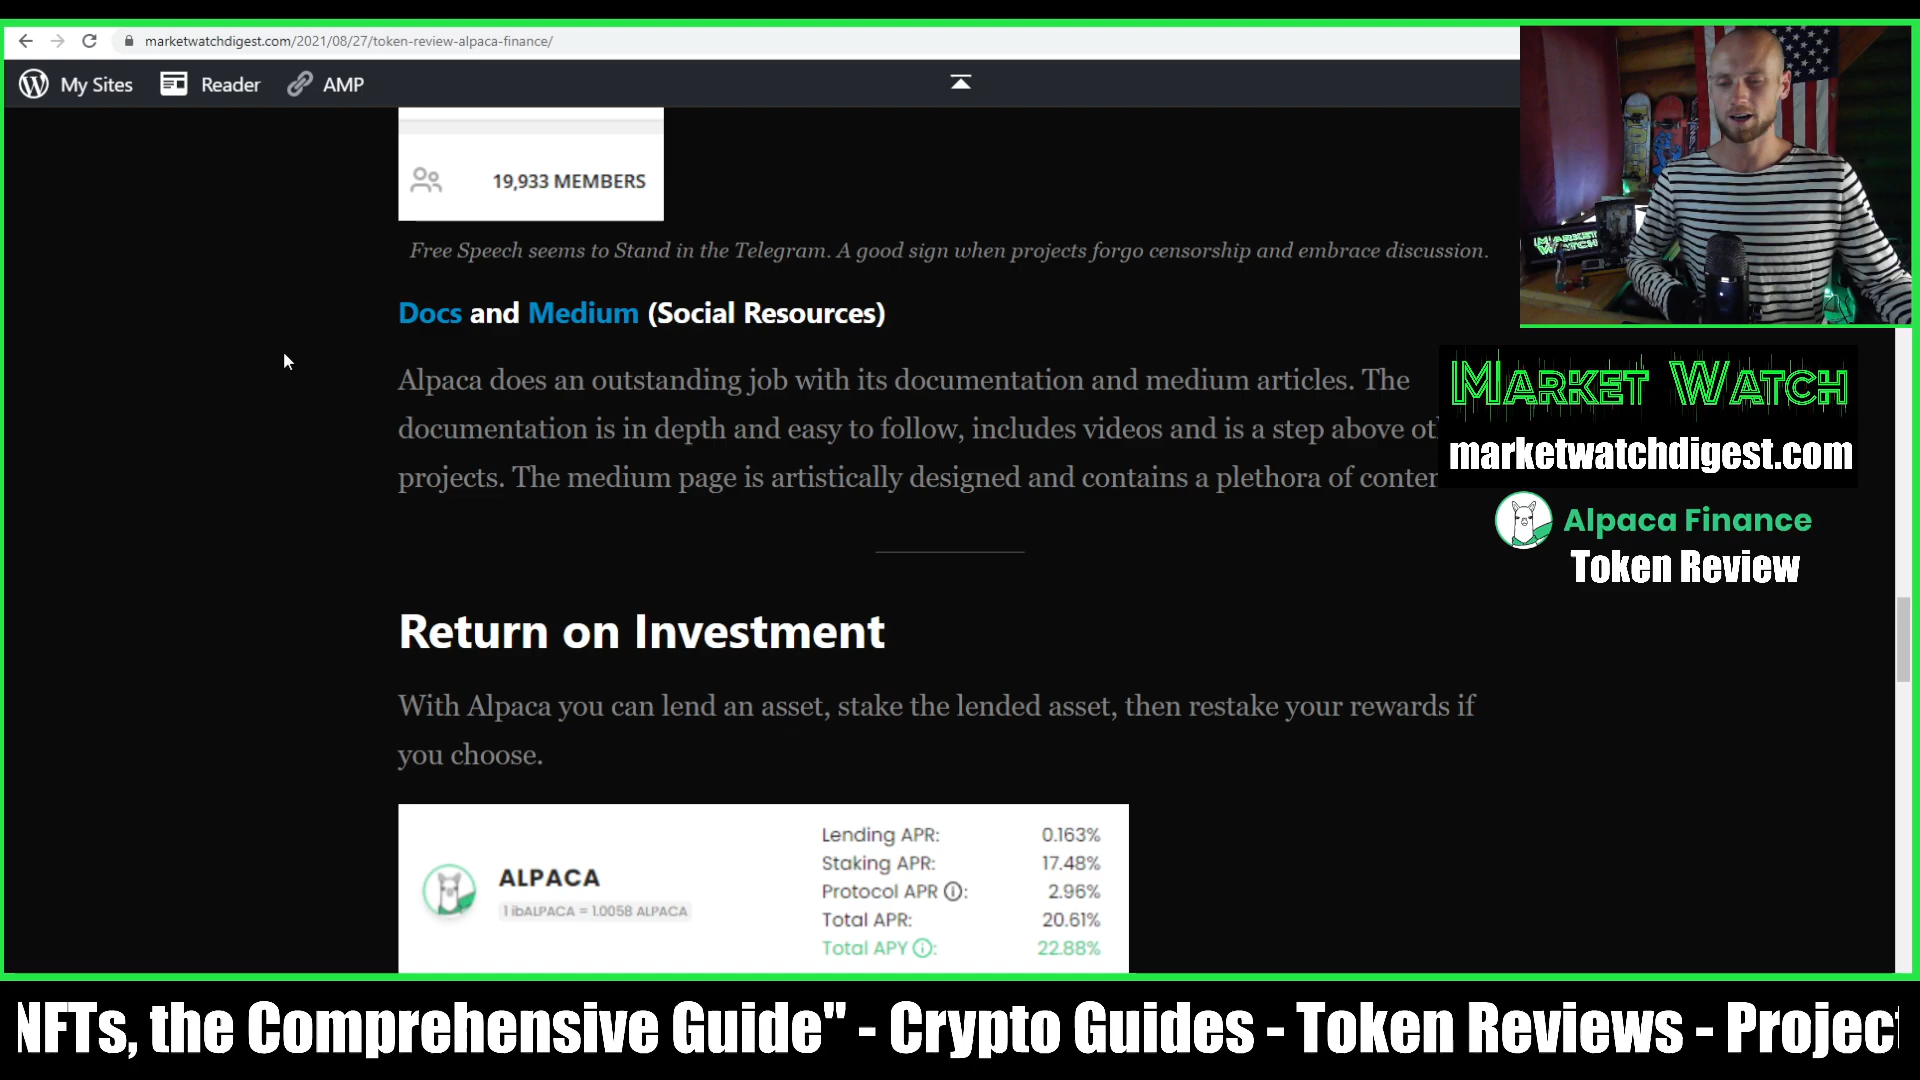 marketwatchdigest.com/2021/08/27/token-review-alpaca-finance/
My Sites Reader AMP
19,933 MEMBERS
Free Speech seems to Stand in the Telegram. A good sign when projects forgo censorship and embrace discussion.
Docs and Medium (Social Resources)
Alpaca does an outstanding job with its documentation and medium articles. The
documentation is in depth and easy to follow, includes videos and is a step above
projects. The medium page is artistically designed and contains a plethora of
MARKET WATCH
marketwatchdigest.com
Alpaca Finance
Token Review
Return on Investment
With Alpaca you can lend an asset, stake the lended asset, then restake your rewards if
you choose.
ALPACA
1 ibALPACA = 1.0058 ALPACA
Lending APR: 0.163%
Staking APR: 17.48%
Protocol APR: 2.96%
Total APR: 20.61%
Total APY: 22.88%
MARKET WATCH
NFTs, the Comprehensive Guide" - Crypto Guides - Token Reviews - Projec